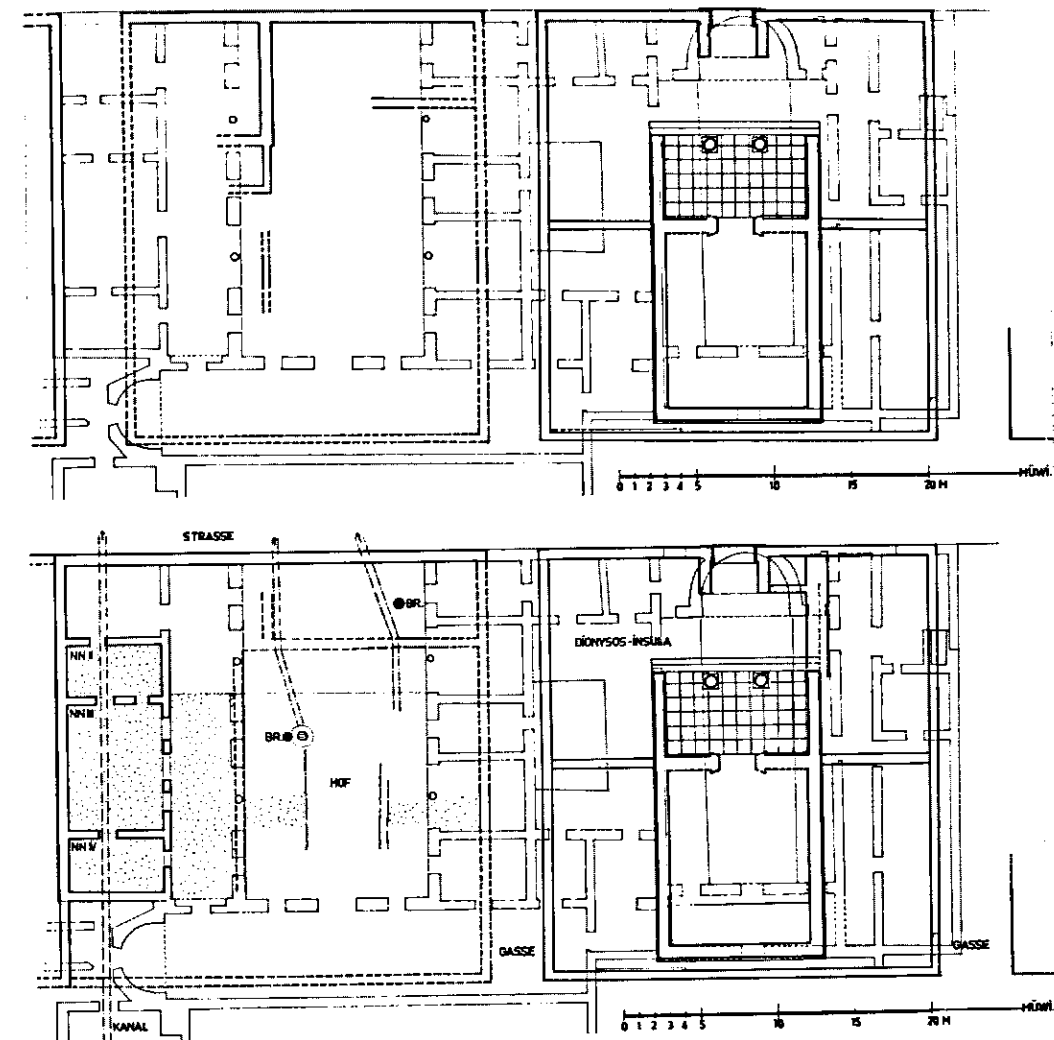 0 1 2 3 4 5 10 15 20 M
HÜWI.
STRASSE
BR.
DIONYSOS-INSULA
NN II
NN III
BR.
HOF
NN IV
GASSE
GASSE
KANAL
0 1 2 3 4 5 10 15 20 M
HÜWI.